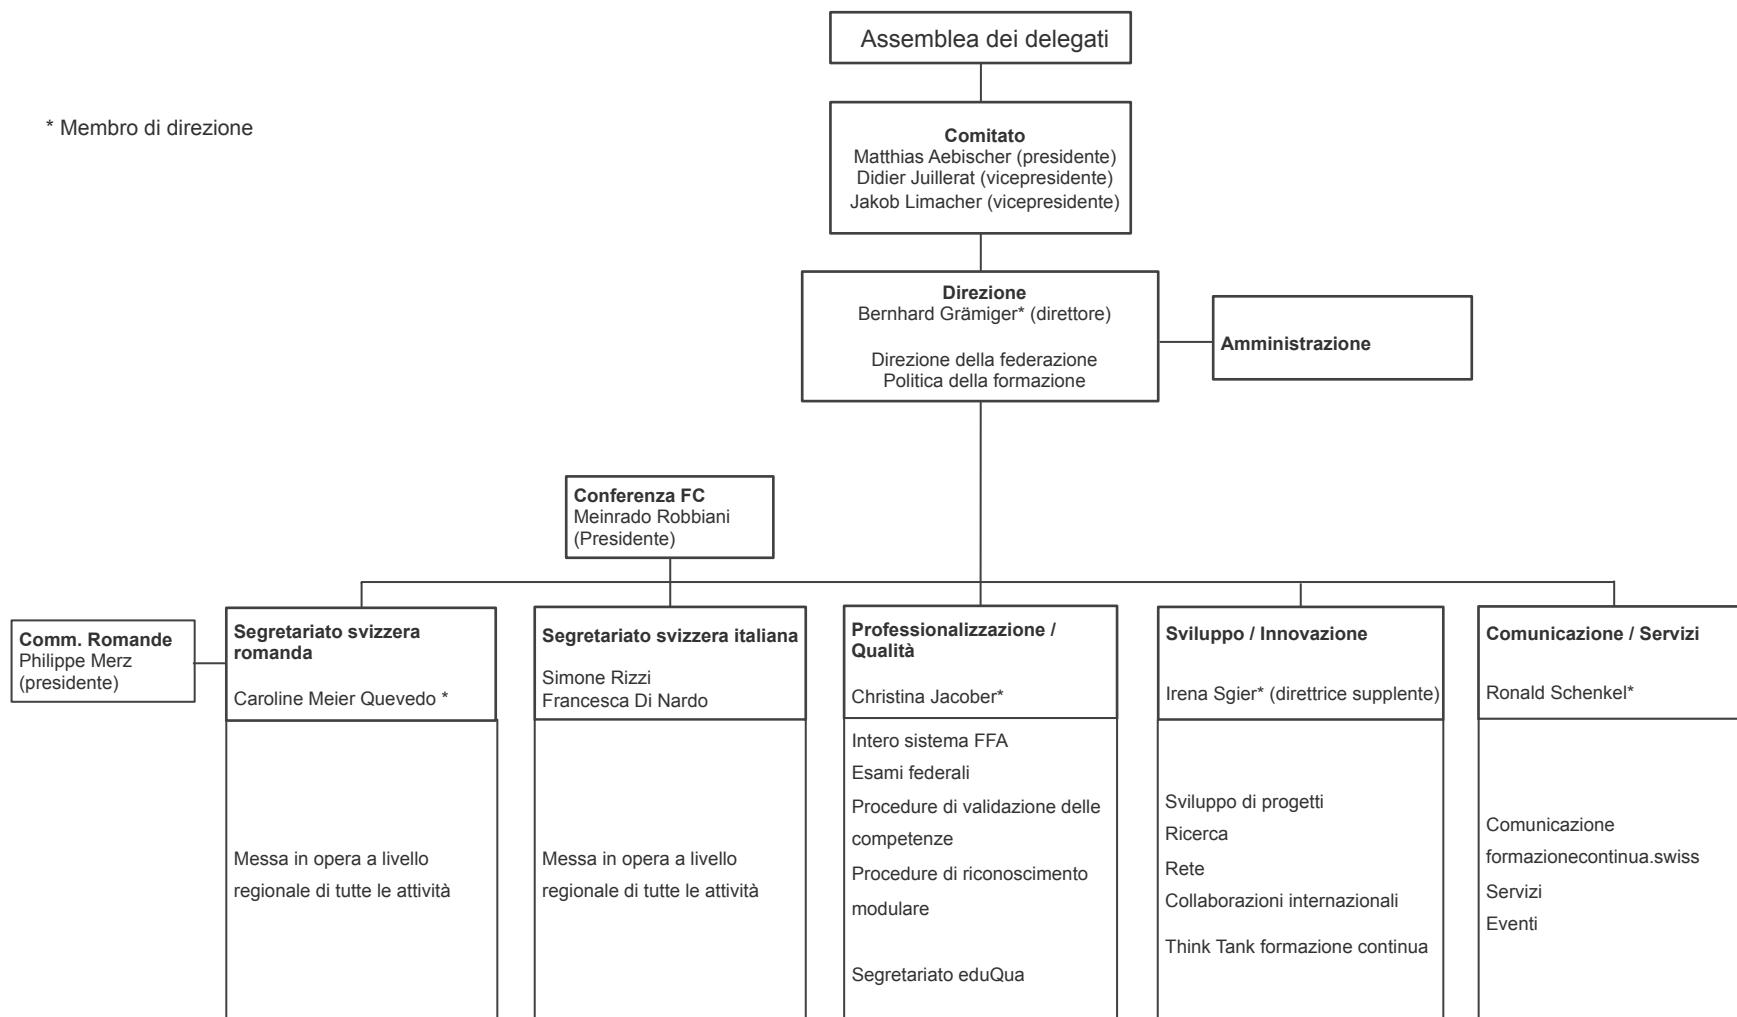 Assemblea dei delegati
* Membro di direzione
Comitato
Matthias Aebischer (presidente)
Didier Juillerat (vicepresidente)
Jakob Limacher (vicepresidente)
Direzione
Bernhard Grämiger* (direttore)
Direzione della federazione
Politica della formazione
Amministrazione
Conferenza FC
Meinrado Robbiani
(Presidente)
Comm. Romande
Philippe Merz
(presidente)
Segretariato svizzera
romanda
Caroline Meier Quevedo *
Messa in opera a livello
regionale di tutte le attività
Segretariato svizzera italiana
Simone Rizzi
Francesca Di Nardo
Messa in opera a livello
regionale di tutte le attività
Professionalizzazione /
Qualità
Christina Jacober*
Intero sistema FFA
Esami federali
Procedure di validazione delle
competenze
Procedure di riconoscimento
modulare
Segretariato eduQua
Sviluppo / Innovazione
Irena Sgier* (direttrice supplente)
Sviluppo di progetti
Ricerca
Rete
Collaborazioni internazionali
Think Tank formazione continua
Comunicazione / Servizi
Ronald Schenkel*
Comunicazione
formazionecontinua.swiss
Servizi
Eventi